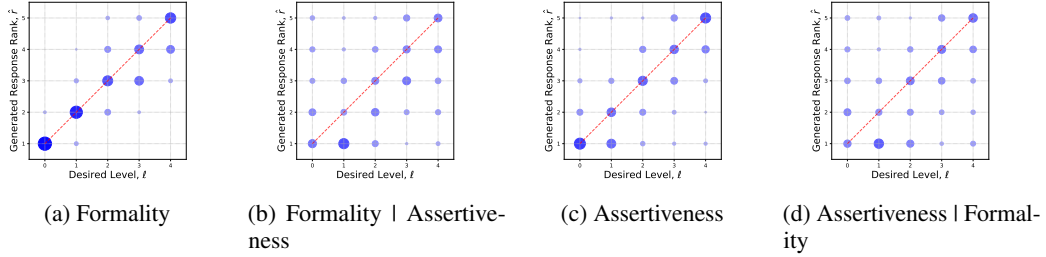 5
4
3
2
1
0 1 2 3 4
Generated Response Rank, r̂
Desired Level, ℓ
5
4
3
2
1
0 1 2 3 4
Generated Response Rank, r̂
Desired Level, ℓ
5
4
3
2
1
0 1 2 3 4
Generated Response Rank, r̂
Desired Level, ℓ
5
4
3
2
1
0 1 2 3 4
Generated Response Rank, r̂
Desired Level, ℓ
(a) Formality
(b) Formality | Assertive-
ness
(c) Assertiveness
(d) Assertiveness | Formal-
ity